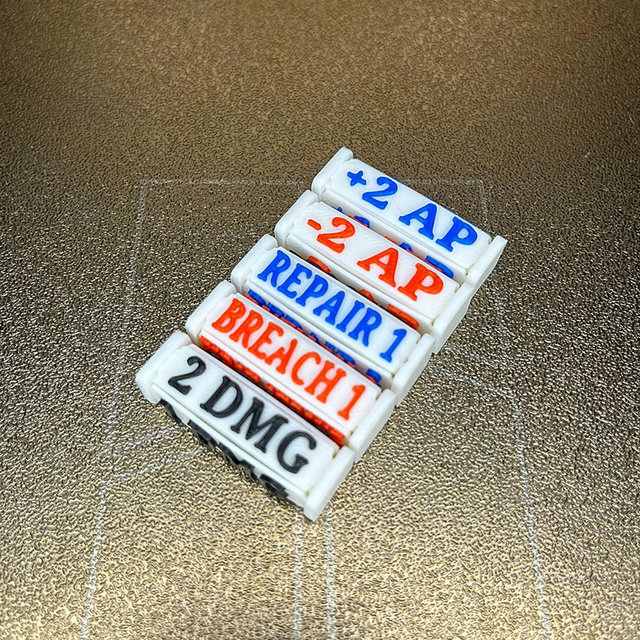 +2 AP
-2 AP
REPAIR 1
BREACH 1
2 DMG